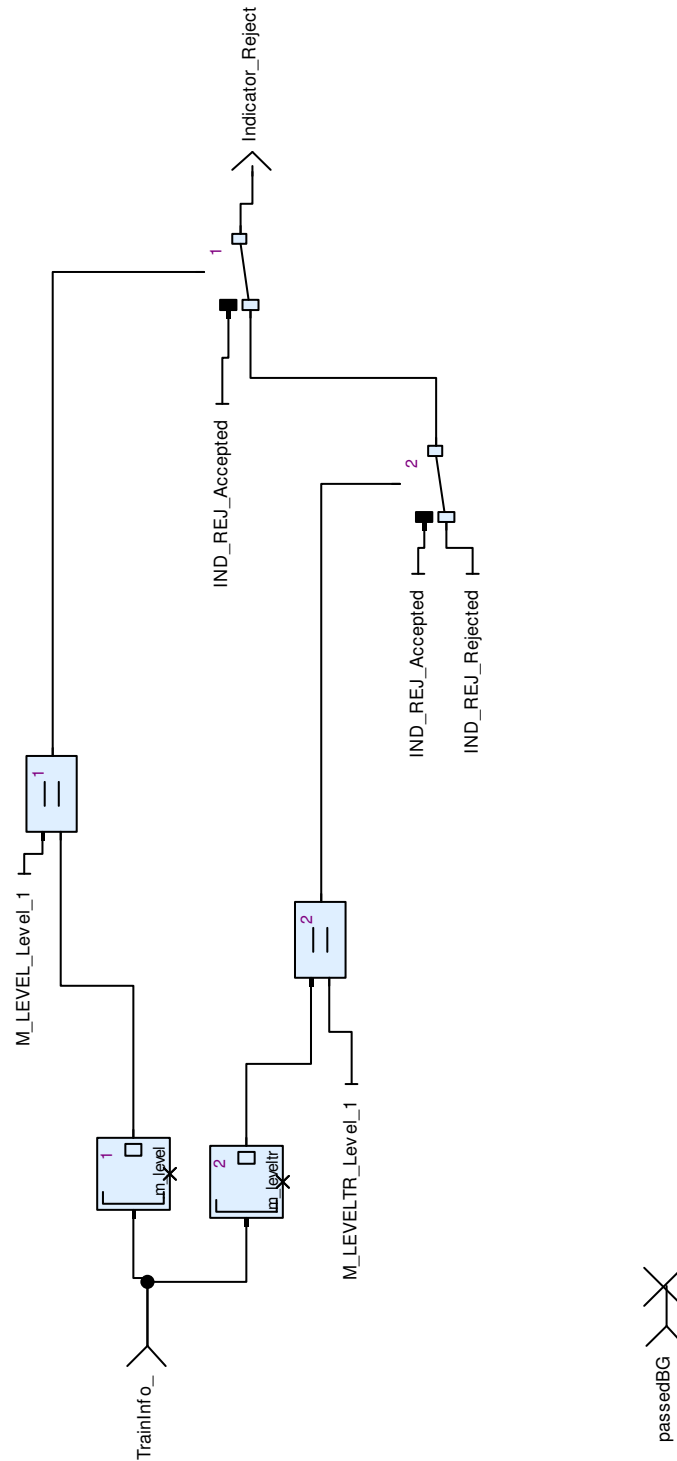 TrainInfo_
1
m_level
2
m_leveltr
M_LEVEL_Level_1
1
2
M_LEVELTR_Level_1
IND_REJ_Accepted
1
IND_REJ_Accepted
IND_REJ_Rejected
2
Indicator_Reject
passedBG